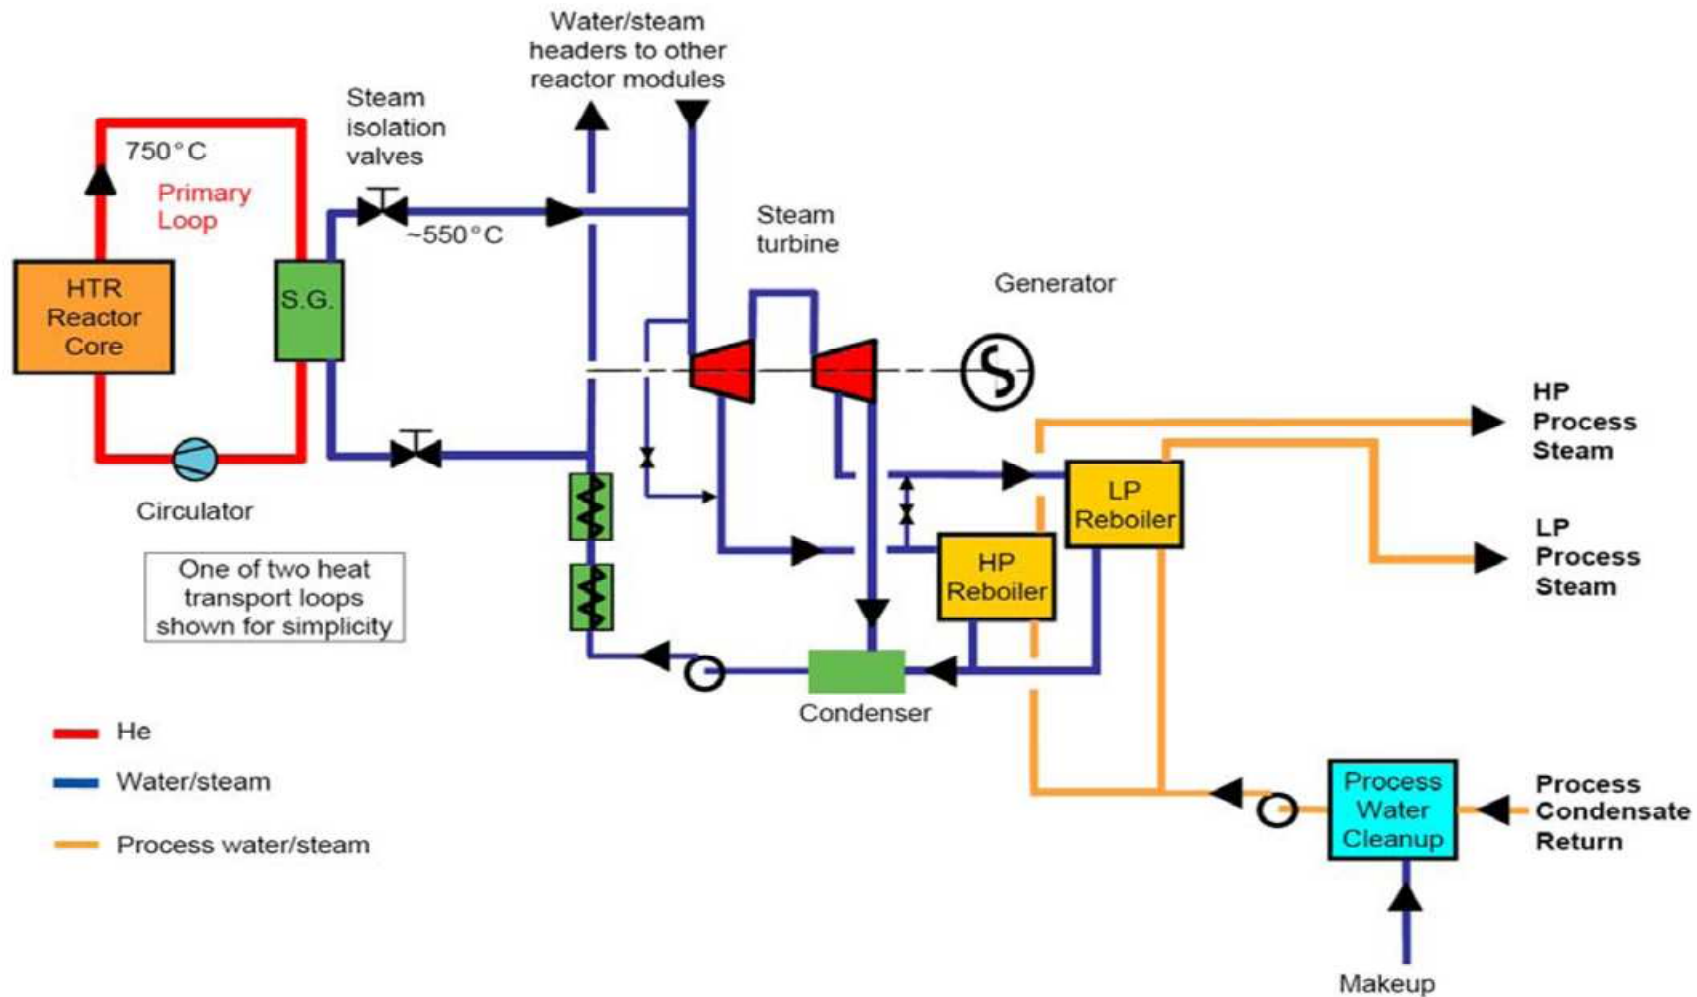 Water/steam
headers to other
reactor modules
Steam
isolation
valves
750°C
Primary
Loop
~550°C
Steam
turbine
Generator
HTR
Reactor
Core
S.G.
HP
Process
Steam
LP
Reboiler
Circulator
LP
Process
Steam
One of two heat
transport loops
shown for simplicity
HP
Reboiler
Condenser
He
Water/steam
Process water/steam
Process
Water
Cleanup
Process
Condensate
Return
Makeup